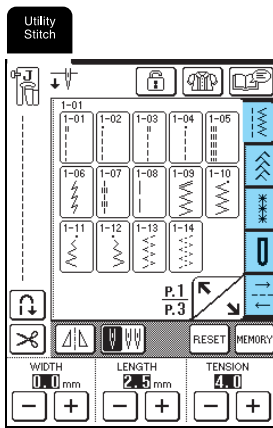 Utility
Stitch
J
1-01
1-01 1-02 1-03 1-04 1-05
1-06 1-07 1-08 1-09 1-10
1-11 1-12 1-13 1-14
P.1
P.3
RESET MEMORY
WIDTH LENGTH TENSION
0.0 mm 2.5 mm 4.0
− + − + − +